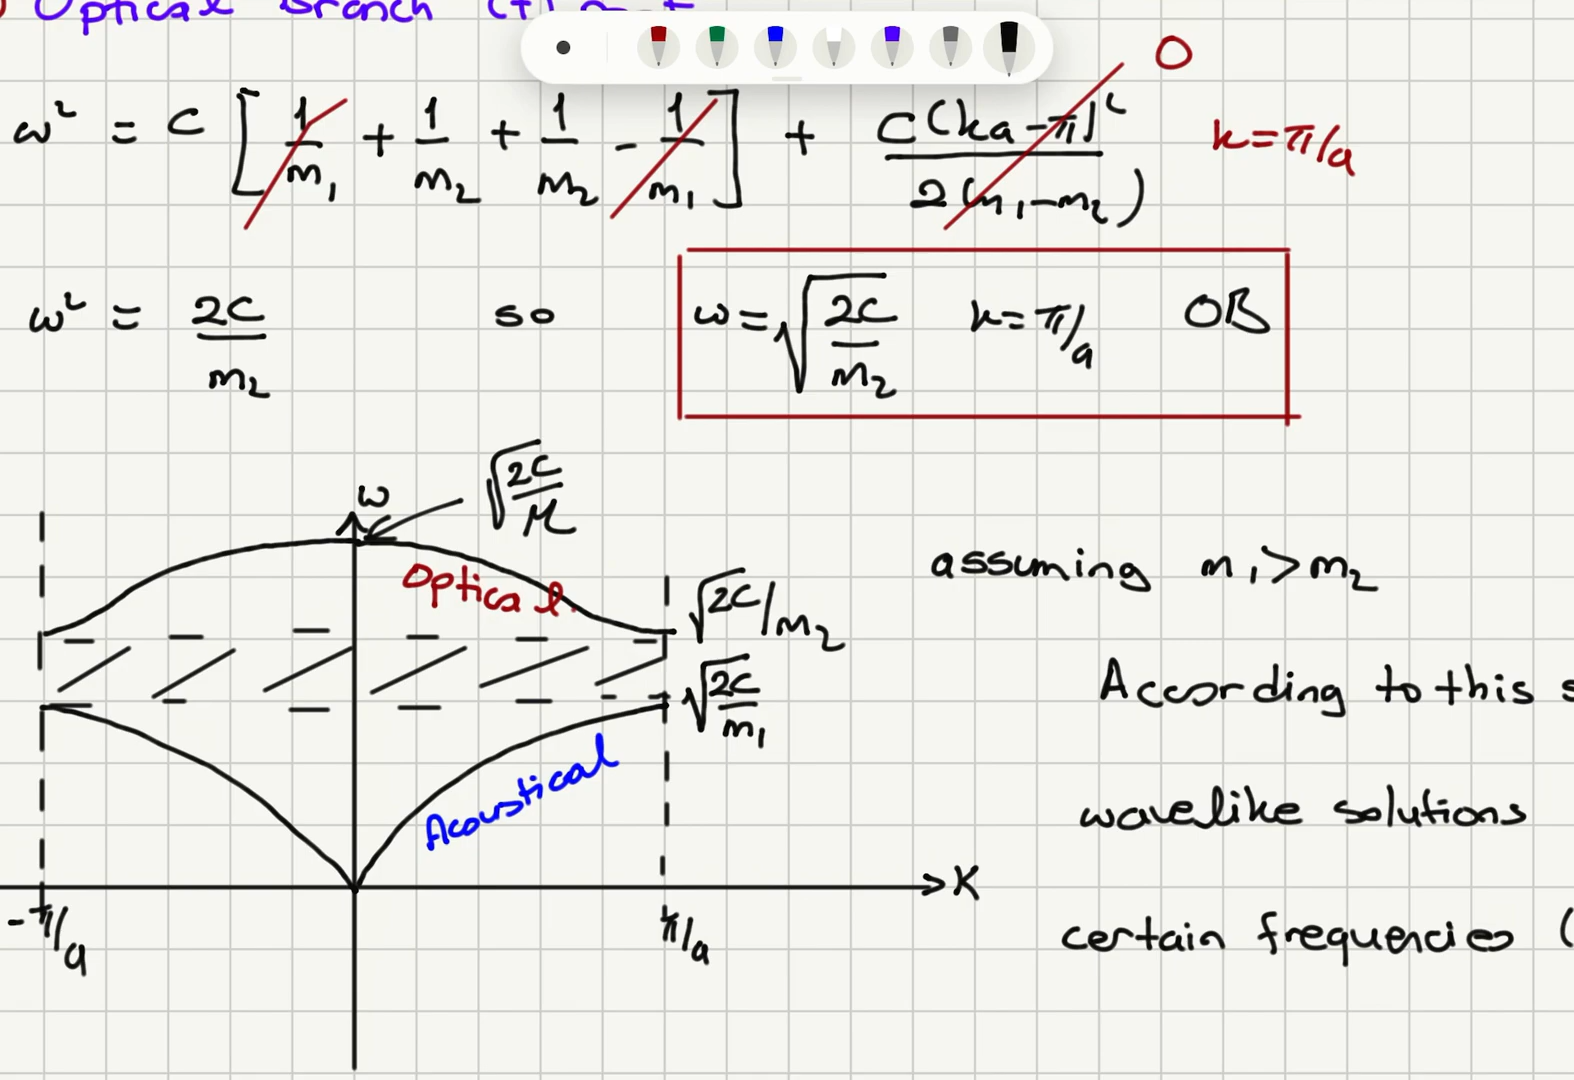 Optical Branch (+)
ω² = C [1/m₁ + 1/m₂ + 1/m₂ - 1/m₁] + C(ka-π)²/2(m₁-m₂) 0 k=π/a
ω² = 2C/m₂ so ω=√(2C/m₂) k=π/a OB
ω √(2C/μ)
assuming m₁>m₂
Optical √2C/m₂
√(2C/m₁)
According to this
Acoustical
wavelike solutions
K
-π/a π/a
certain frequencies (